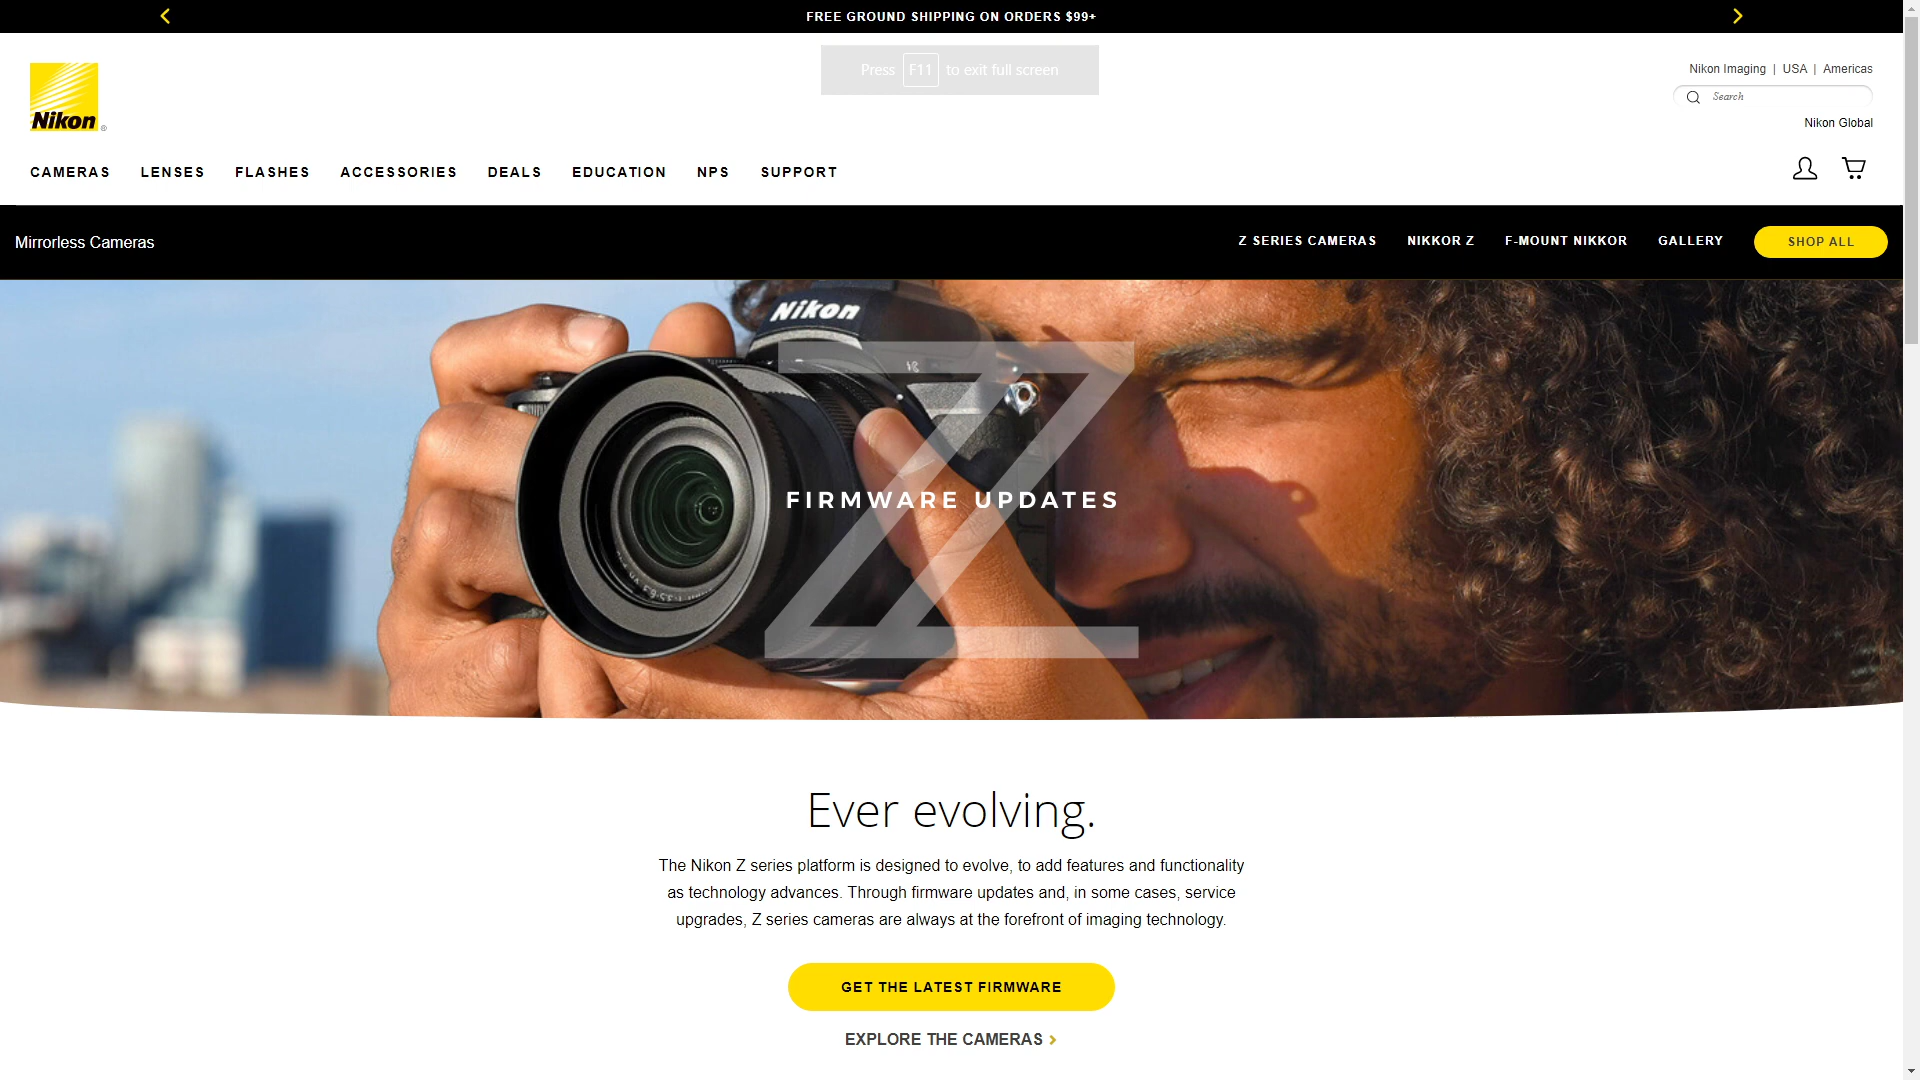 FREE GROUND SHIPPING ON ORDERS $99+
Press F11 to exit full screen
Nikon
Nikon Imaging | USA | Americas
Search
Nikon Global
CAMERAS LENSES FLASHES ACCESSORIES DEALS EDUCATION NPS SUPPORT
Mirrorless Cameras Z SERIES CAMERAS NIKKOR Z F-MOUNT NIKKOR GALLERY SHOP ALL
Nikon
Z
FIRMWARE UPDATES
Ever evolving.
The Nikon Z series platform is designed to evolve, to add features and functionality
as technology advances. Through firmware updates and, in some cases, service
upgrades, Z series cameras are always at the forefront of imaging technology.
GET THE LATEST FIRMWARE
EXPLORE THE CAMERAS